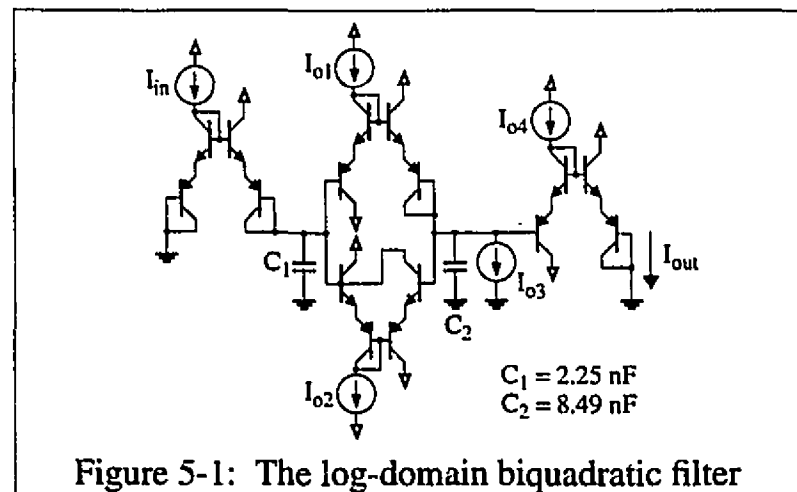 I_in
I_o1
I_o4
C_1
C_2
I_o3
I_out
I_o2
C_1 = 2.25 nF
C_2 = 8.49 nF
Figure 5-1: The log-domain biquadratic filter